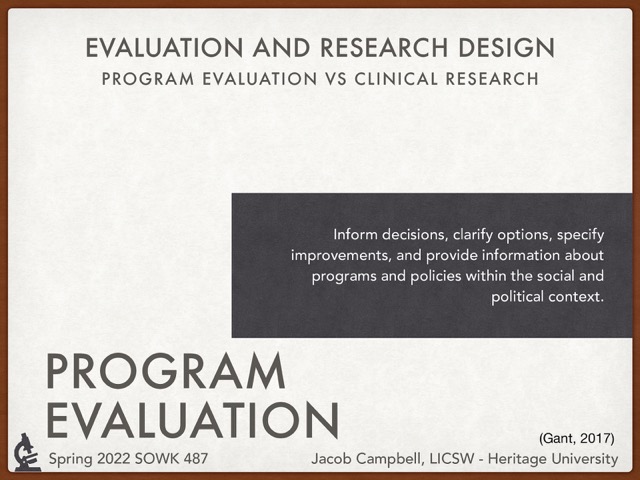 EVALUATION AND RESEARCH DESIGN
PROGRAM EVALUATION VS CLINICAL RESEARCH
Inform decisions, clarify options, specify
improvements, and provide information about
programs and policies within the social and
political context.
PROGRAM
EVALUATION
(Gant, 2017)
Spring 2022 SOWK 487
Jacob Campbell, LICSW - Heritage University